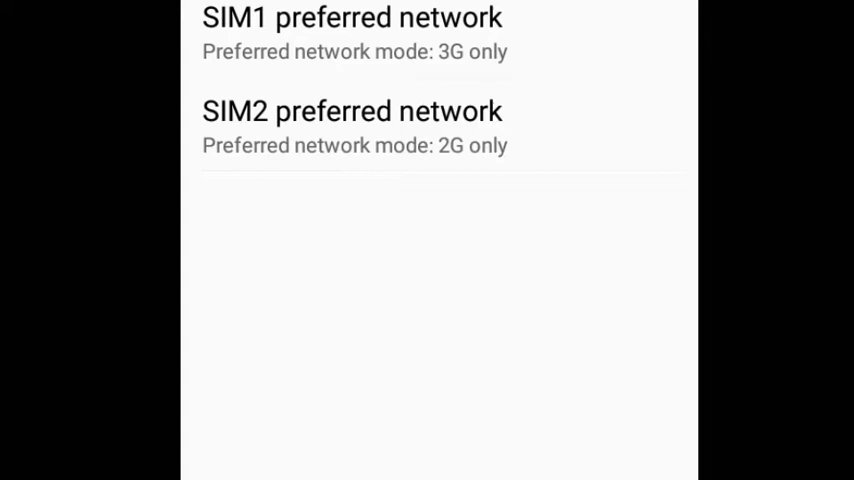 SIM1 preferred network
Preferred network mode: 3G only
SIM2 preferred network
Preferred network mode: 2G only